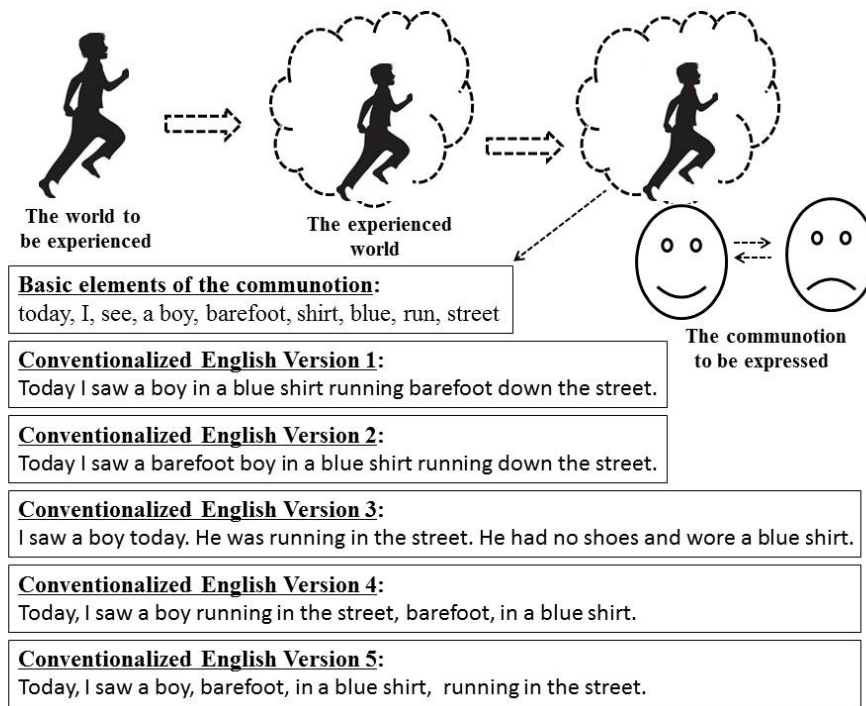 The world to
be experienced
The experienced
world
The communotion
to be expressed
Basic elements of the communotion:
today, I, see, a boy, barefoot, shirt, blue, run, street
Conventionalized English Version 1:
Today I saw a boy in a blue shirt running barefoot down the street.
Conventionalized English Version 2:
Today I saw a barefoot boy in a blue shirt running down the street.
Conventionalized English Version 3:
I saw a boy today. He was running in the street. He had no shoes and wore a blue shirt.
Conventionalized English Version 4:
Today, I saw a boy running in the street, barefoot, in a blue shirt.
Conventionalized English Version 5:
Today, I saw a boy, barefoot, in a blue shirt, running in the street.